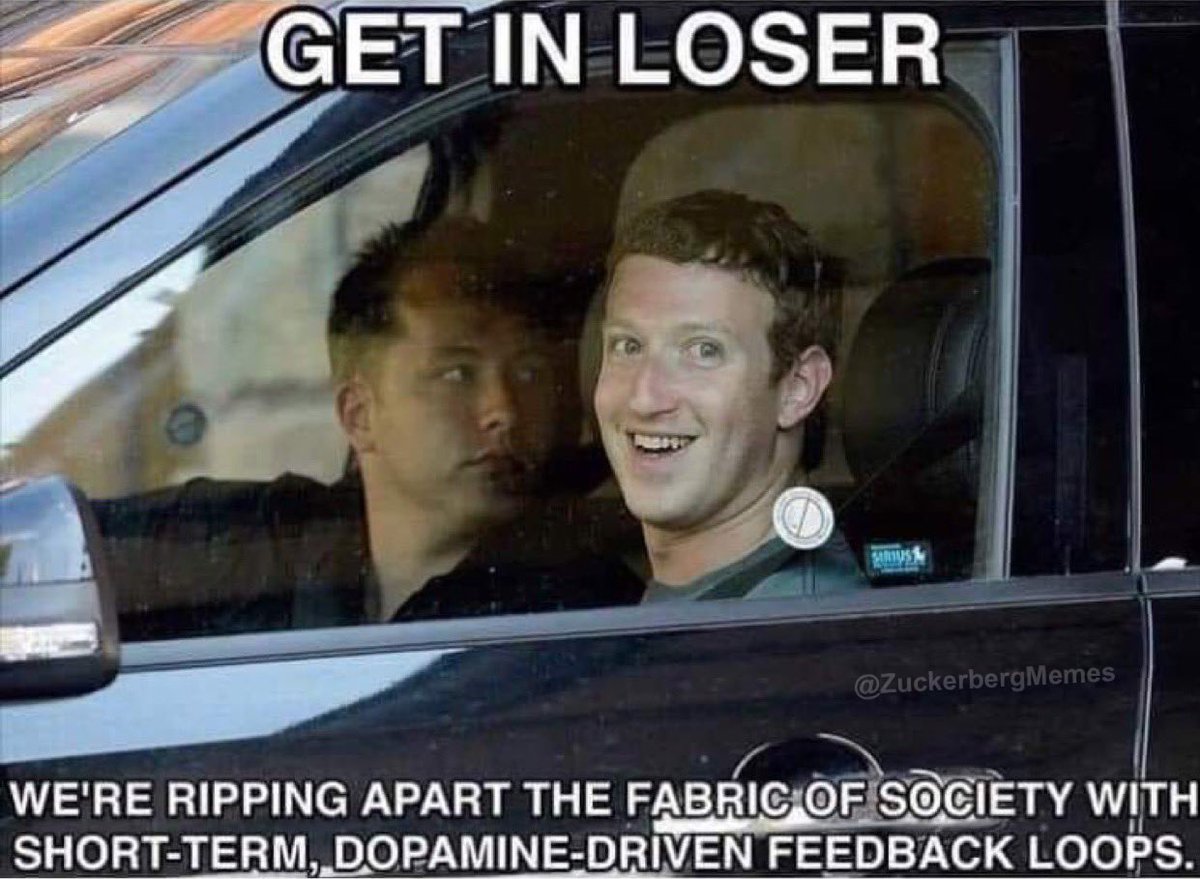 GET IN LOSER
SIRIUS
@ZuckerbergMemes
WE'RE RIPPING APART THE FABRIC OF SOCIETY WITH
SHORT-TERM, DOPAMINE-DRIVEN FEEDBACK LOOPS.